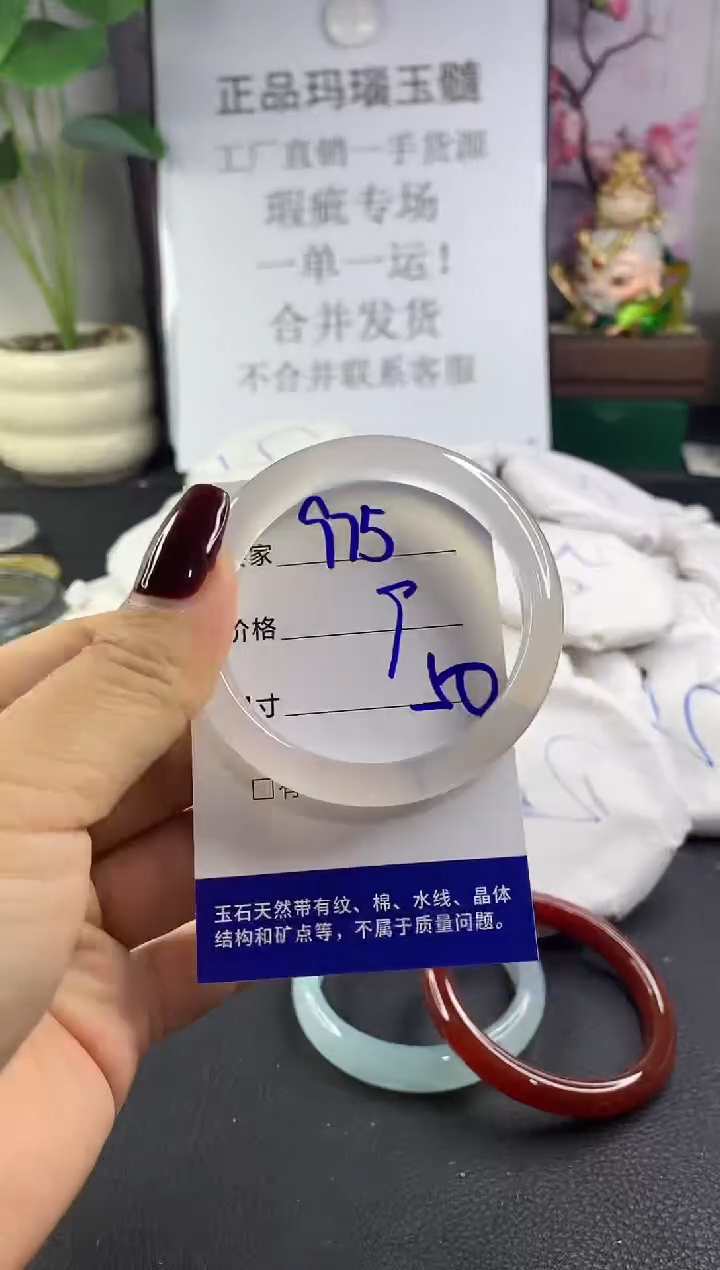 正品玛瑙玉髓
工厂直销一手货源
瑕疵专场
一单一运!
合并发货
不合并联系客服
家 975
价格
寸 50
□有
玉石天然带有纹、棉、水线、晶体
结构和矿点等，不属于质量问题。